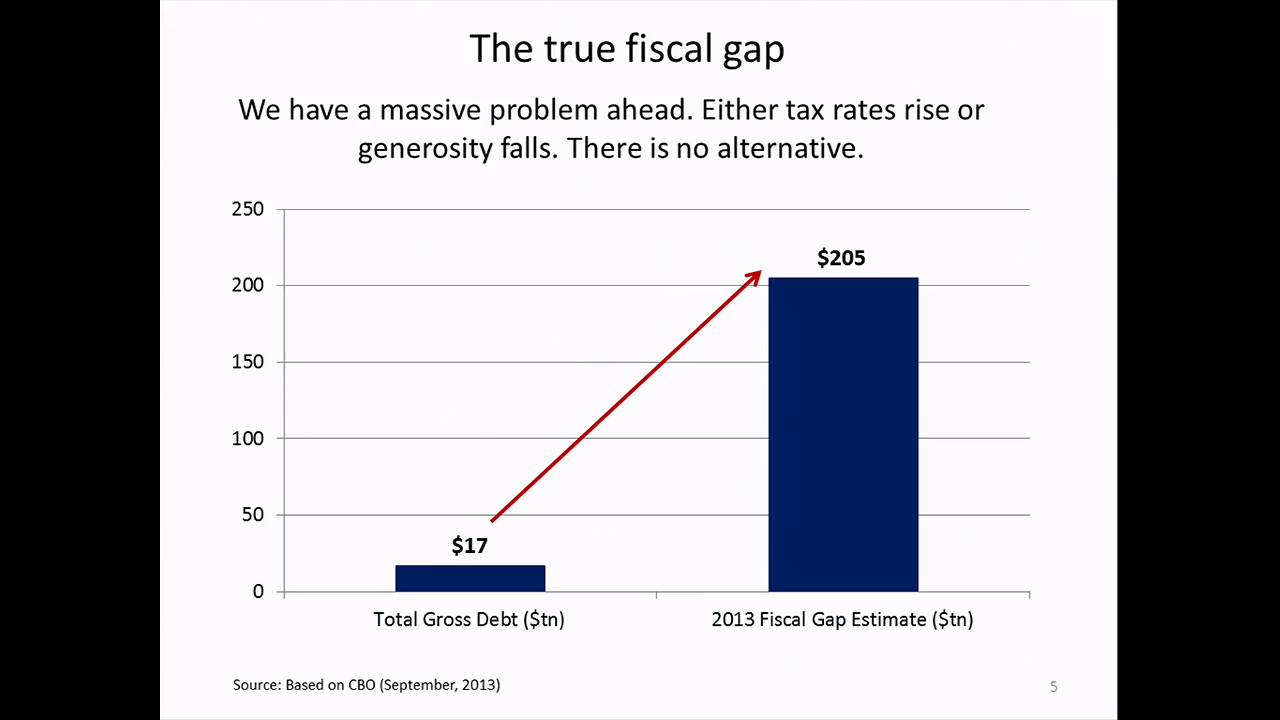 The true fiscal gap
We have a massive problem ahead. Either tax rates rise or
generosity falls. There is no alternative.
250
200
150
100
50
0
$17
$205
Total Gross Debt ($tn)
2013 Fiscal Gap Estimate ($tn)
Source: Based on CBO (September, 2013)
5